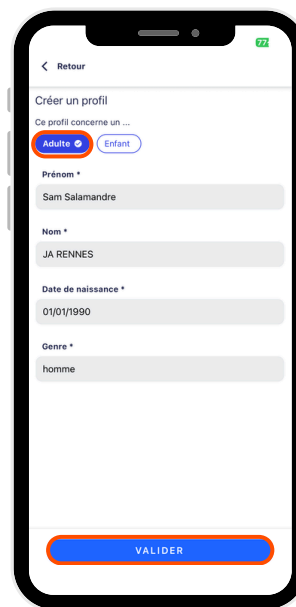 77
Retour
Créer un profil
Ce profil concerne un ...
Adulte Enfant
Prénom *
Sam Salamandre
Nom *
JA RENNES
Date de naissance *
01/01/1990
Genre *
homme
VALIDER